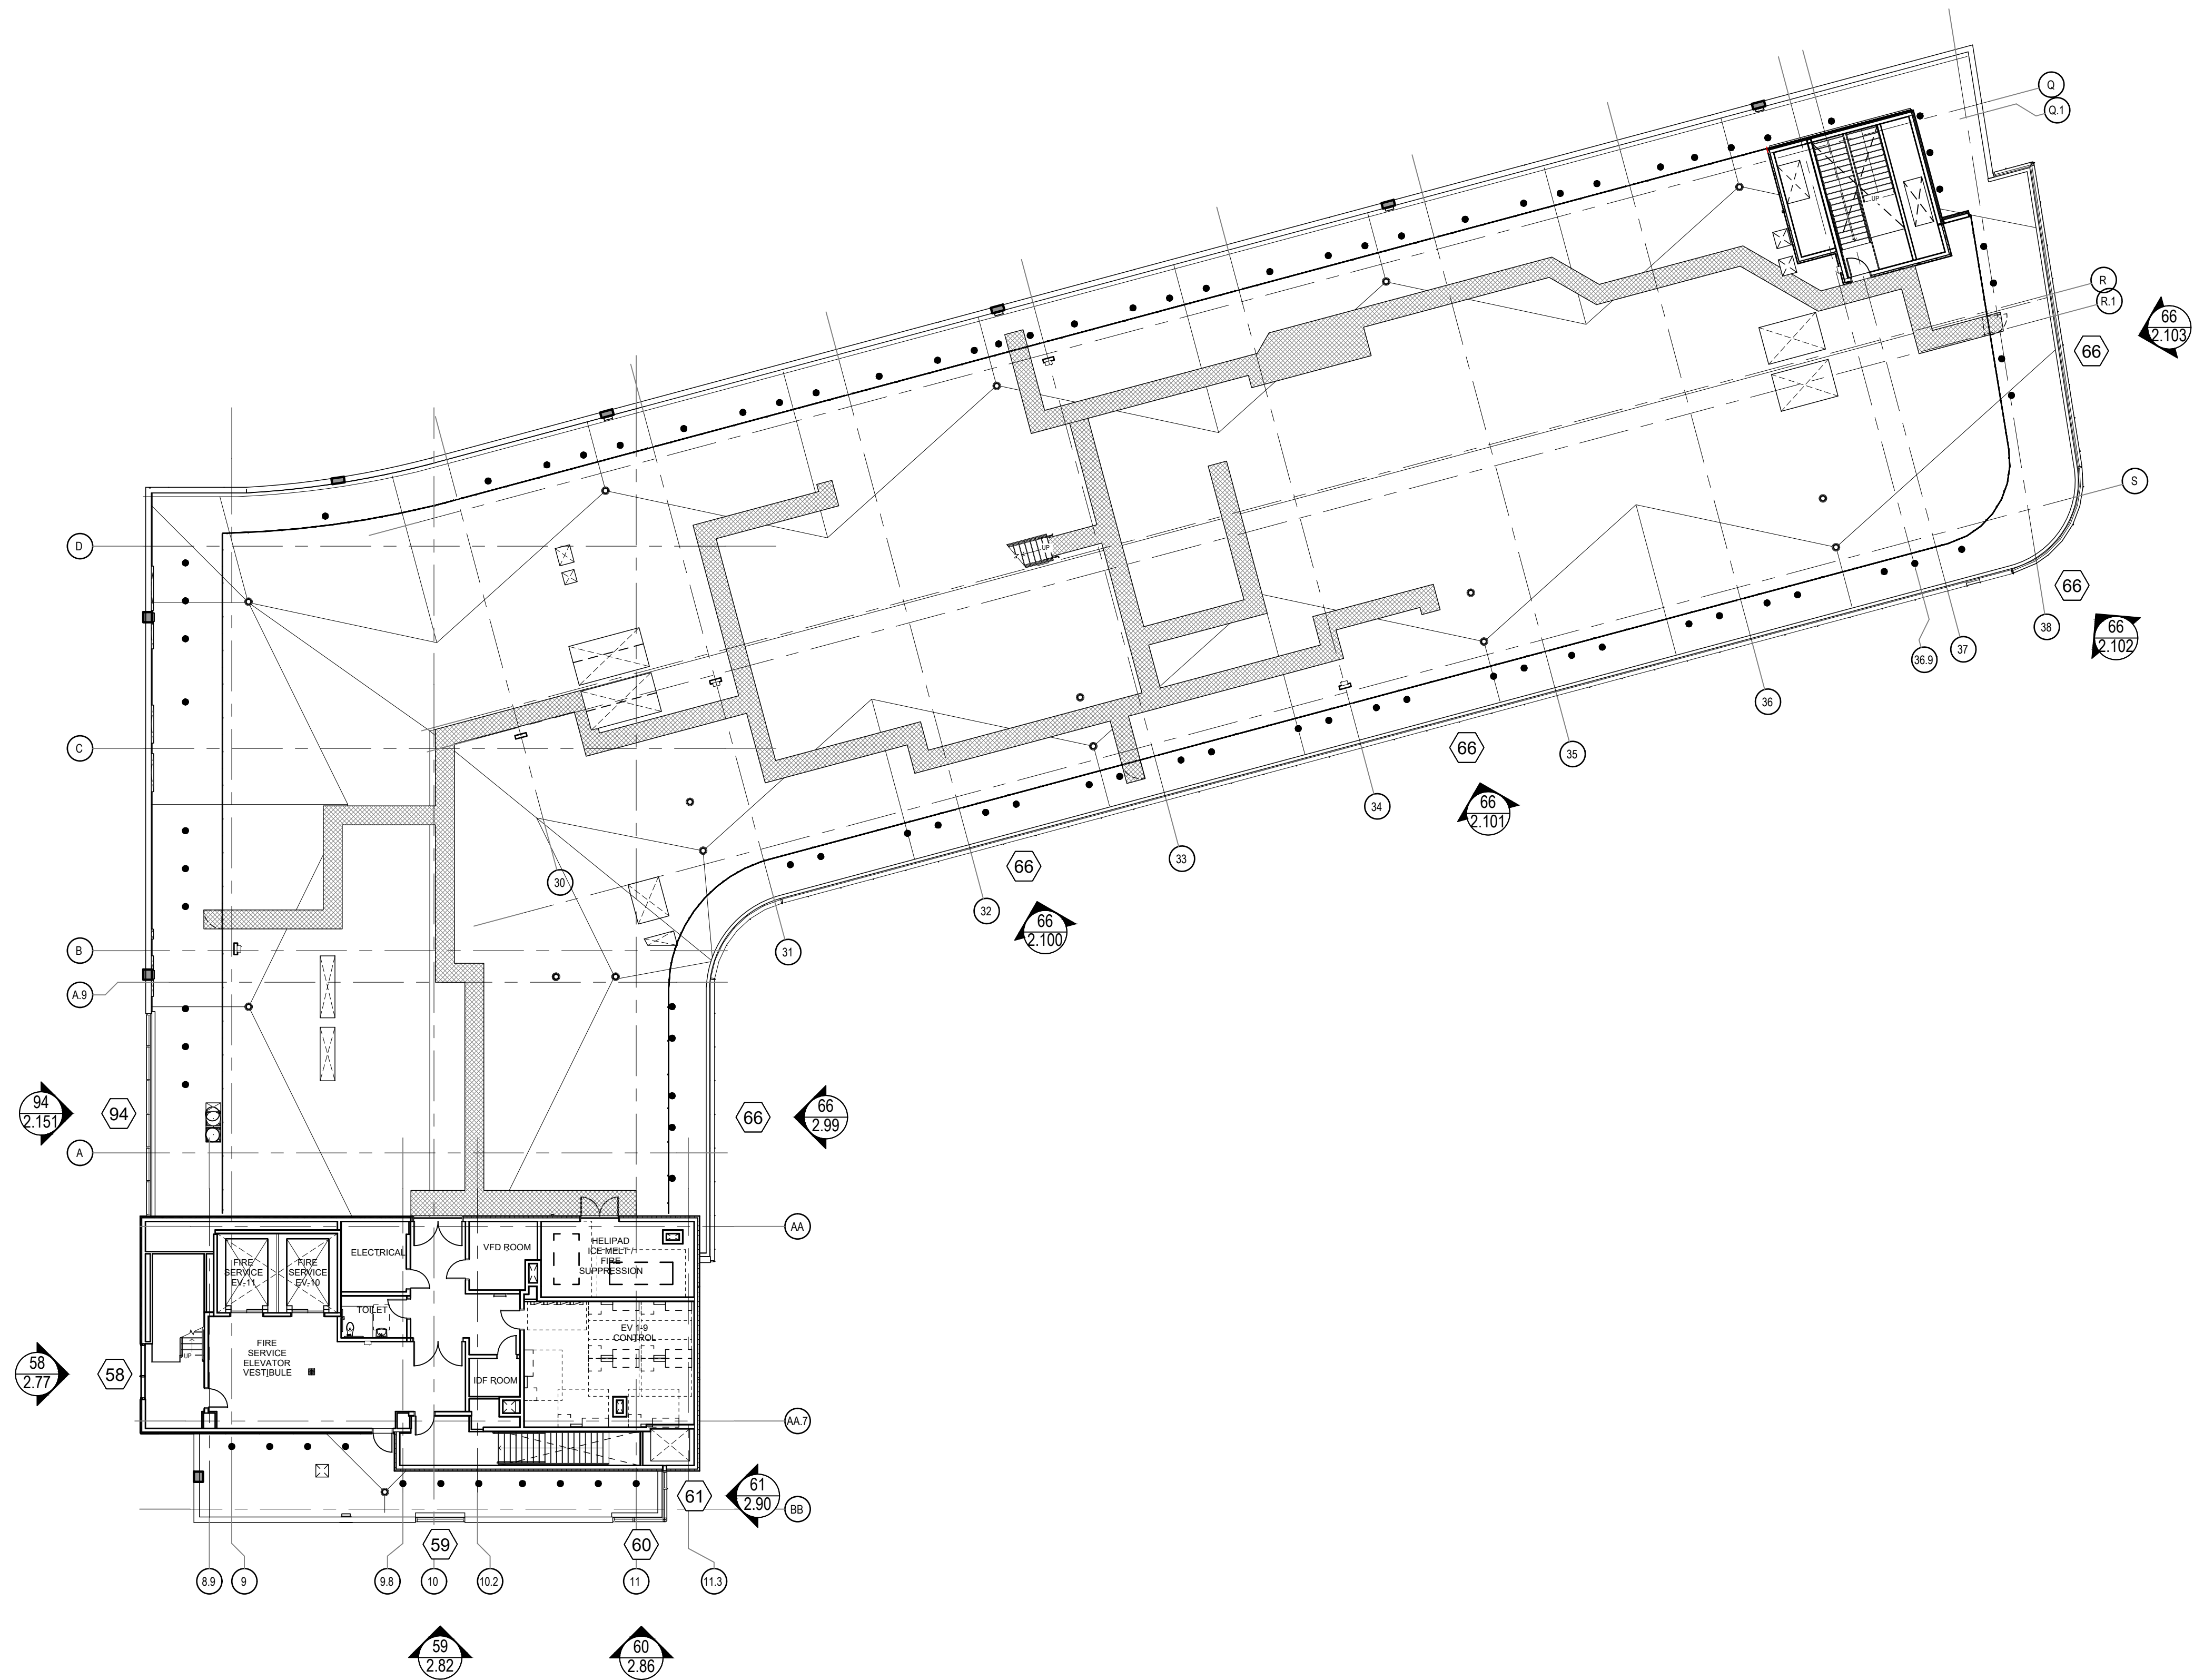 Q
Q.1
UP
R
R.1
66
2.103
66
S
D
UP
66
38
66
2.102
37
36.9
36
C
66
35
34
66
2.101
33
66
30
32
66
2.100
B
31
A.9
94
2.151
94
66
66
2.99
A
AA
ELECTRICAL
VFD ROOM
HELIPAD
ICE MELT /
FIRE
SUPPRESSION
FIRE
SERVICE
EV-11
FIRE
SERVICE
EV-10
TOILET
EV 1-9
CONTROL
FIRE
SERVICE
ELEVATOR
VESTIBULE
UP
58
2.77
58
IDF ROOM
AA.7
61
61
2.90
BB
59
60
8.9
9
9.8
10
10.2
11
11.3
59
2.82
60
2.86